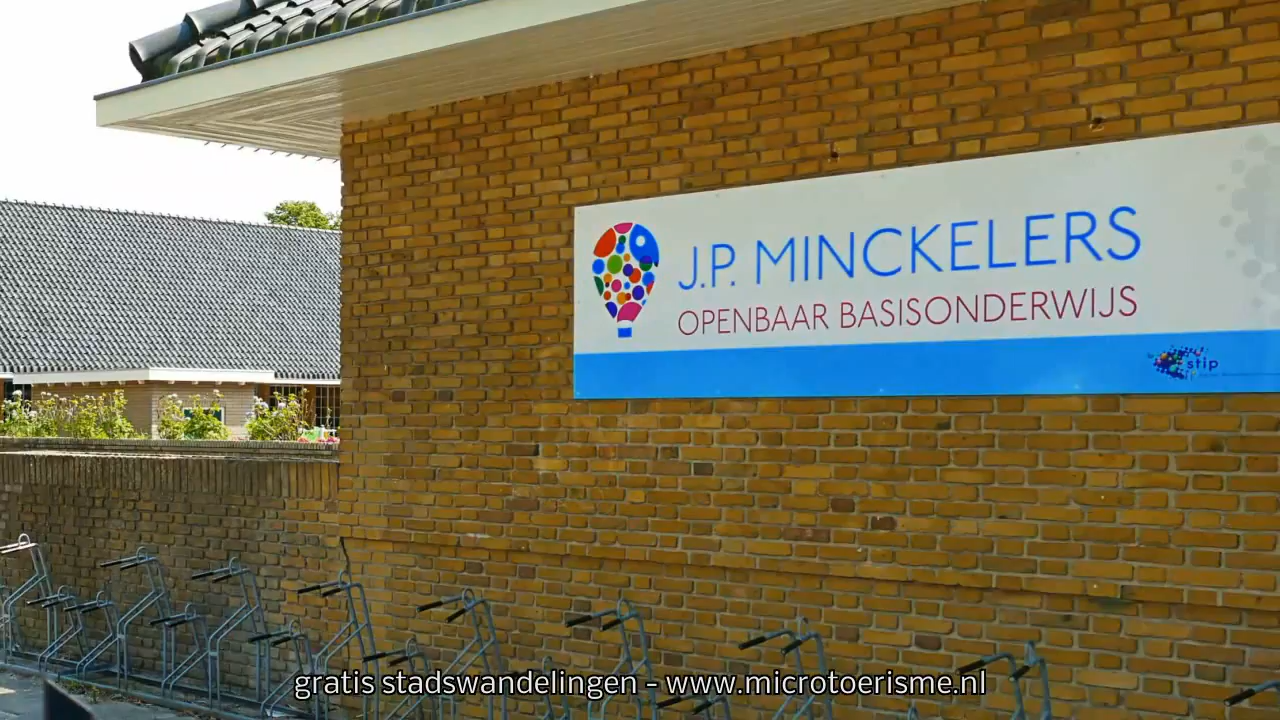 J.P. MINCKELERS
OPENBAAR BASISONDERWIJS
stip
gratis stadswandelingen - www.microtoerisme.nl